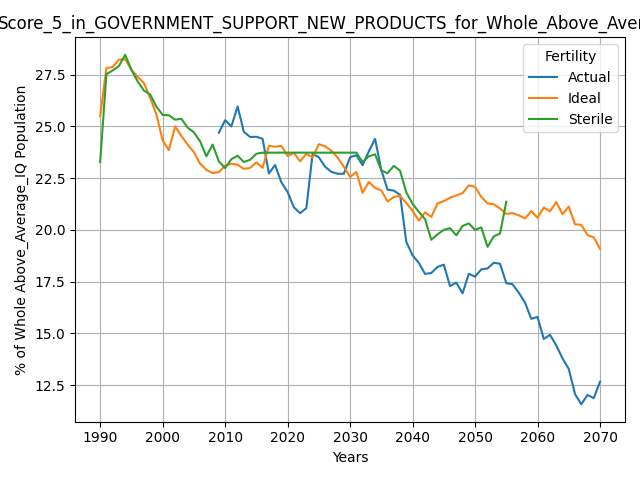 Score_5_in_GOVERNMENT_SUPPORT_NEW_PRODUCTS_for_Whole_Above_Aver
Fertility
Actual
Ideal
Sterile
% of Whole Above_Average_IQ Population
27.5
25.0
22.5
20.0
17.5
15.0
12.5
1990 2000 2010 2020 2030 2040 2050 2060 2070
Years